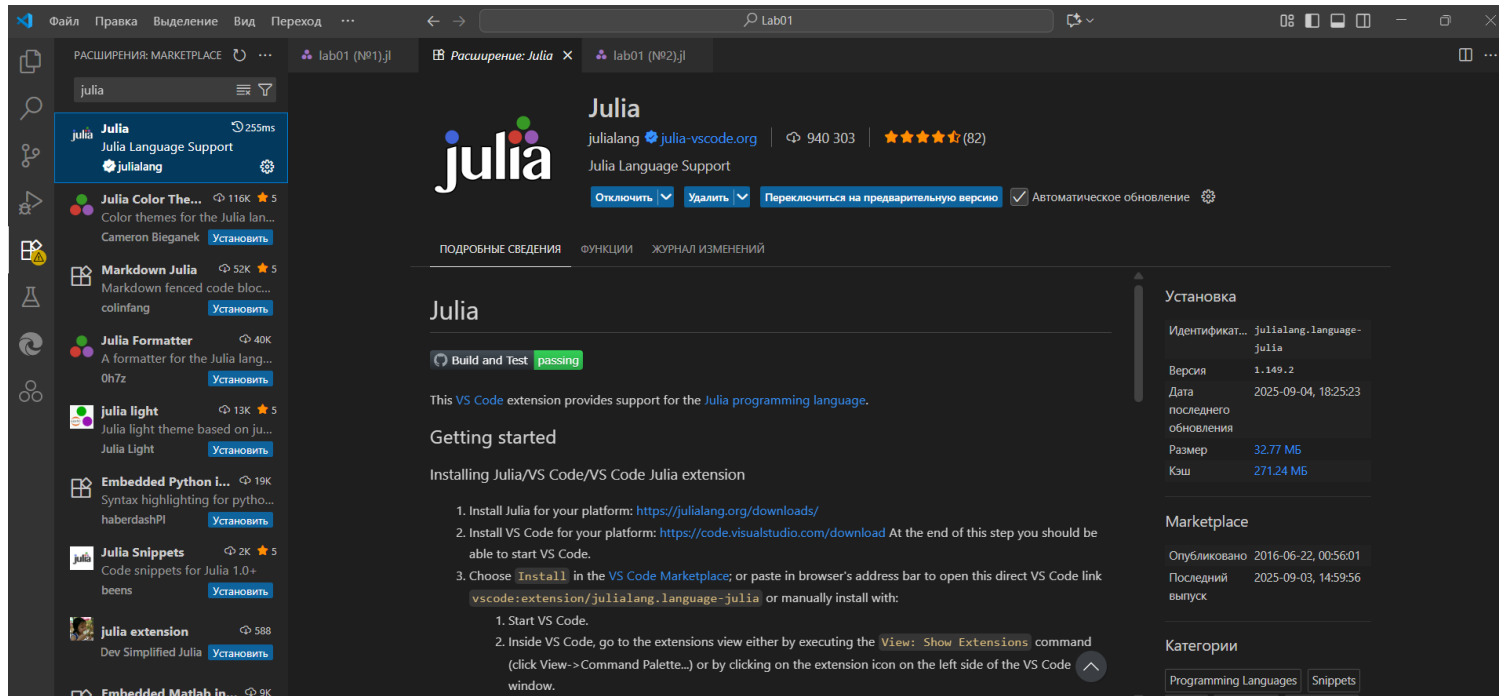 Файл Правка Выделение Вид Переход ···
Lab01
РАСШИРЕНИЯ: MARKETPLACE
julia
julia
Julia 255ms
Julia Language Support
julialang
Julia Color The... 116K 5
Color themes for the Julia lan...
Cameron Bieganek Установить
Markdown Julia 52K 5
Markdown fenced code bloc...
colinfang Установить
Julia Formatter 40K
A formatter for the Julia lang...
0h7z Установить
julia light 13K 5
Julia light theme based on ju...
Julia Light Установить
Embedded Python i... 19K
Syntax highlighting for pytho...
haberdashPI Установить
julia
Julia Snippets 2K 5
Code snippets for Julia 1.0+
beens Установить
julia extension 588
Dev Simplified Julia Установить
Embedded Matlab in... 9K
lab01 (№1).jl Расширение: Julia lab01 (№2).jl
julia
Julia
julialang julia-vscode.org 940 303 (82)
Julia Language Support
Отключить Удалить Переключиться на предварительную версию Автоматическое обновление
ПОДРОБНЫЕ СВЕДЕНИЯ ФУНКЦИИ ЖУРНАЛ ИЗМЕНЕНИЙ
Julia
Build and Test passing
This VS Code extension provides support for the Julia programming language.
Getting started
Installing Julia/VS Code/VS Code Julia extension
1. Install Julia for your platform: https://julialang.org/downloads/
2. Install VS Code for your platform: https://code.visualstudio.com/download At the end of this step you should be
able to start VS Code.
3. Choose Install in the VS Code Marketplace; or paste in browser's address bar to open this direct VS Code link
vscode:extension/julialang.language-julia or manually install with:
1. Start VS Code.
2. Inside VS Code, go to the extensions view either by executing the View: Show Extensions command
(click View->Command Palette...) or by clicking on the extension icon on the left side of the VS Code
window.
Установка
Идентификат... julialang.language-
julia
Версия 1.149.2
Дата 2025-09-04, 18:25:23
последнего
обновления
Размер 32.77 МБ
Кэш 271.24 МБ
Marketplace
Опубликовано 2016-06-22, 00:56:01
Последний 2025-09-03, 14:59:56
выпуск
Категории
Programming Languages Snippets